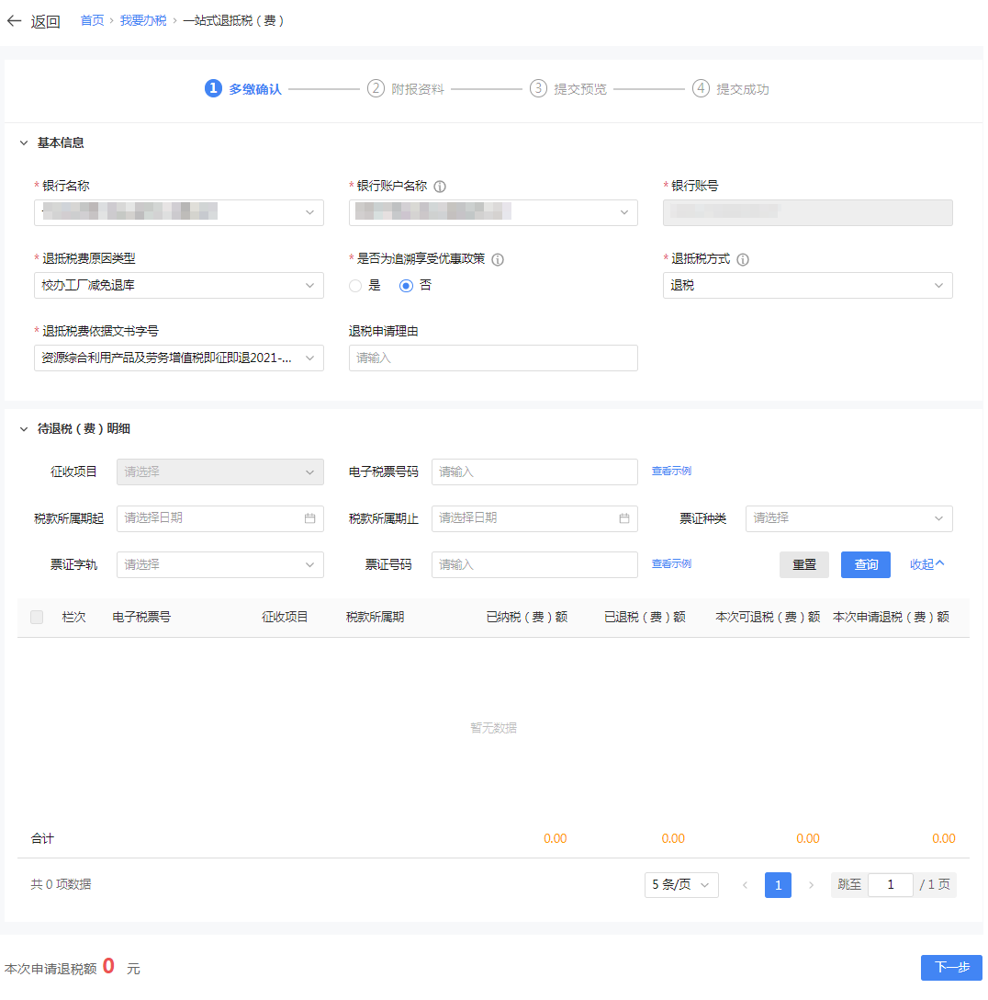 返回 首页 › 我要办税 › 一站式退抵税（费）
1 多缴确认 2 附报资料 3 提交预览 4 提交成功
基本信息
* 银行名称 * 银行账户名称 * 银行账号
* 退抵税费原因类型 * 是否为追溯享受优惠政策 * 退抵税方式
校办工厂减免退库 是 否 退税
* 退抵税费依据文书字号 退税申请理由
资源综合利用产品及劳务增值税即征即退2021-... 请输入
待退税（费）明细
征收项目 请选择 电子税票号码 请输入 查看示例
税款所属期起 请选择日期 税款所属期止 请选择日期 票证种类 请选择
票证字轨 请选择 票证号码 请输入 查看示例 重置 查询 收起
栏次 电子税票号 征收项目 税款所属期 已纳税（费）额 已退税（费）额 本次可退税（费）额 本次申请退税（费）额
暂无数据
合计 0.00 0.00 0.00 0.00
共 0 项数据 5 条/页 ‹ 1 › 跳至 1 / 1 页
本次申请退税额 0 元 下一步